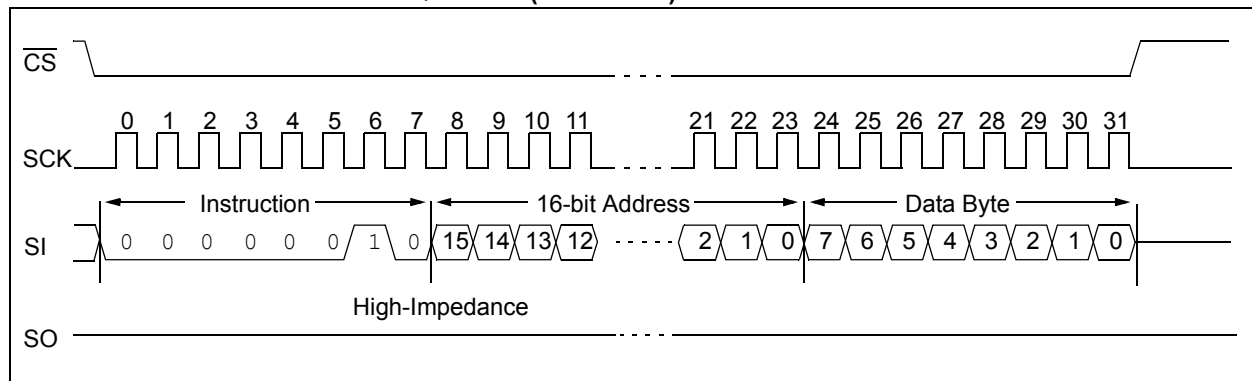 CS
0 1 2 3 4 5 6 7 8 9 10 11 21 22 23 24 25 26 27 28 29 30 31
SCK
Instruction 16-bit Address Data Byte
SI 0 0 0 0 0 0 1 0 15 14 13 12 2 1 0 7 6 5 4 3 2 1 0
High-Impedance
SO